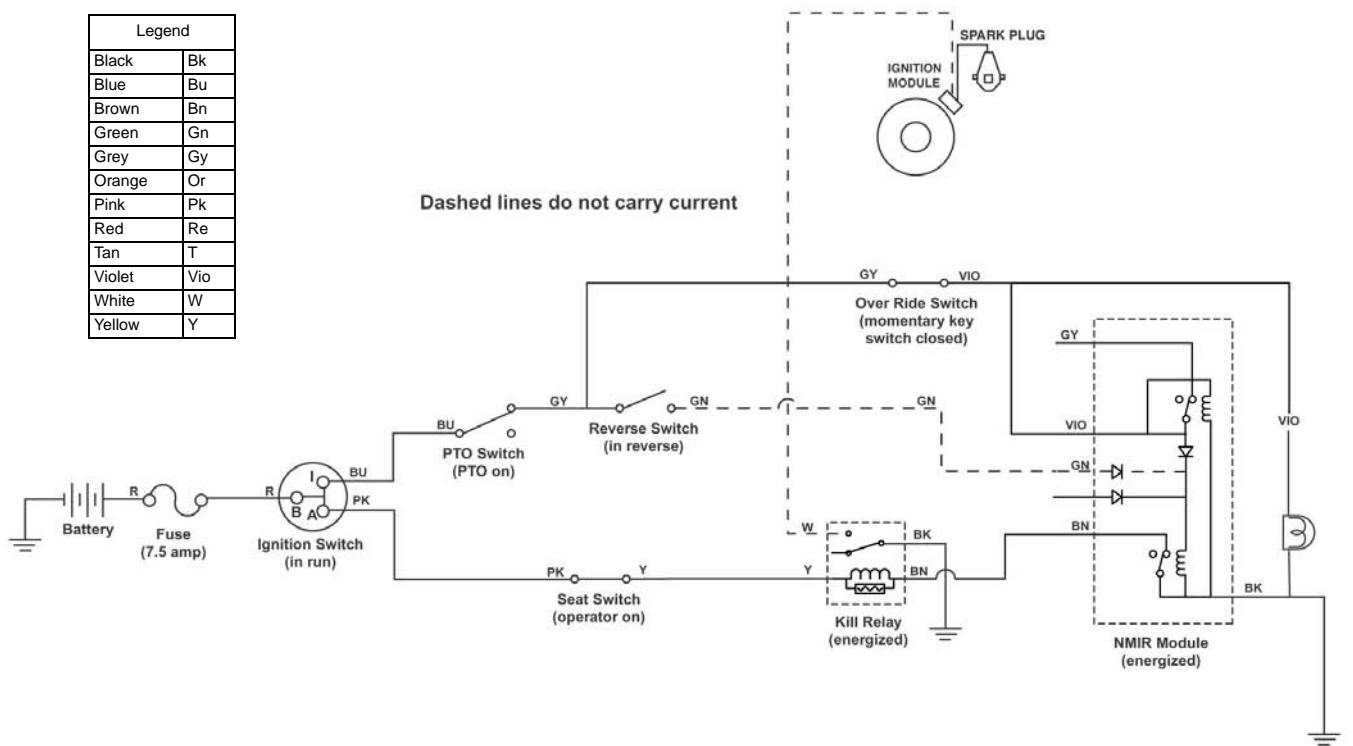 Legend
Black Bk
Blue Bu
Brown Bn
Green Gn
Grey Gy
Orange Or
Pink Pk
Red Re
Tan T
Violet Vio
White W
Yellow Y
SPARK PLUG
IGNITION
MODULE
Dashed lines do not carry current
GY
VIO
Over Ride Switch
(momentary key
switch closed)
GY
GY
GN
GN
Reverse Switch
(in reverse)
BU
PTO Switch
(PTO on)
VIO
VIO
GN
I
BU
R
R
B
A
PK
Battery
Fuse
(7.5 amp)
Ignition Switch
(in run)
W
BK
BN
PK
Y
Y
BN
BK
Seat Switch
(operator on)
Kill Relay
(energized)
NMIR Module
(energized)